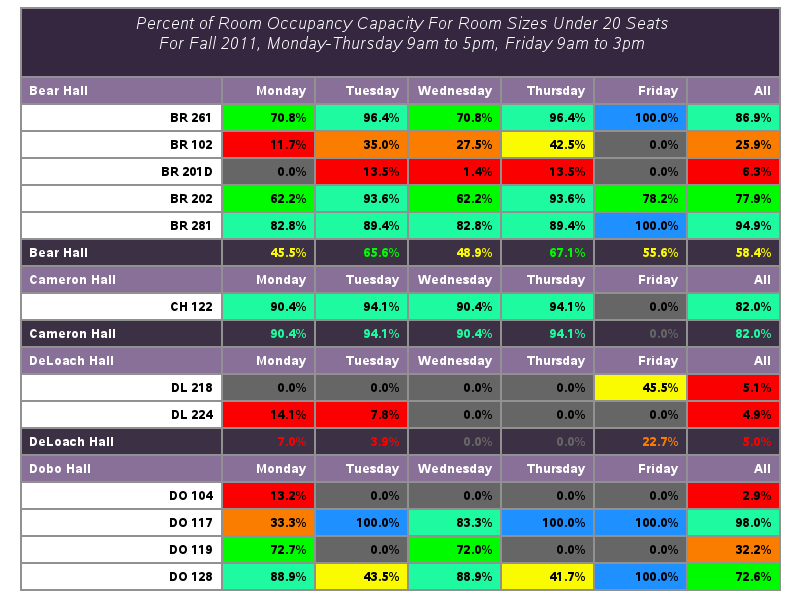 Percent of Room Occupancy Capacity For Room Sizes Under 20 Seats
For Fall 2011, Monday-Thursday 9am to 5pm, Friday 9am to 3pm
Bear Hall Monday Tuesday Wednesday Thursday Friday All
BR 261 70.8% 96.4% 70.8% 96.4% 100.0% 86.9%
BR 102 11.7% 35.0% 27.5% 42.5% 0.0% 25.9%
BR 201D 0.0% 13.5% 1.4% 13.5% 0.0% 6.3%
BR 202 62.2% 93.6% 62.2% 93.6% 78.2% 77.9%
BR 281 82.8% 89.4% 82.8% 89.4% 100.0% 94.9%
Bear Hall 45.5% 65.6% 48.9% 67.1% 55.6% 58.4%
Cameron Hall Monday Tuesday Wednesday Thursday Friday All
CH 122 90.4% 94.1% 90.4% 94.1% 0.0% 82.0%
Cameron Hall 90.4% 94.1% 90.4% 94.1% 0.0% 82.0%
DeLoach Hall Monday Tuesday Wednesday Thursday Friday All
DL 218 0.0% 0.0% 0.0% 0.0% 45.5% 5.1%
DL 224 14.1% 7.8% 0.0% 0.0% 0.0% 4.9%
DeLoach Hall 7.0% 3.9% 0.0% 0.0% 22.7% 5.0%
Dobo Hall Monday Tuesday Wednesday Thursday Friday All
DO 104 13.2% 0.0% 0.0% 0.0% 0.0% 2.9%
DO 117 33.3% 100.0% 83.3% 100.0% 100.0% 98.0%
DO 119 72.7% 0.0% 72.0% 0.0% 0.0% 32.2%
DO 128 88.9% 43.5% 88.9% 41.7% 100.0% 72.6%